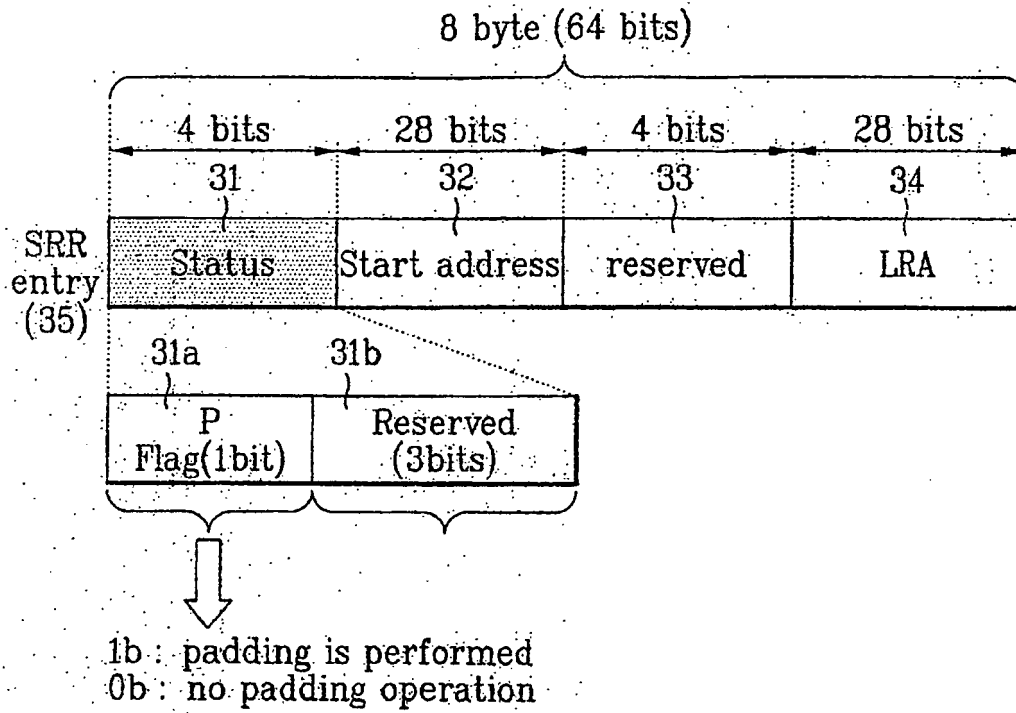 8 byte (64 bits)
4 bits 28 bits 4 bits 28 bits
31 32 33 34
SRR
entry
(35)
Status Start address reserved LRA
31a 31b
P
Flag(1bit)
Reserved
(3bits)
1b : padding is performed
0b : no padding operation